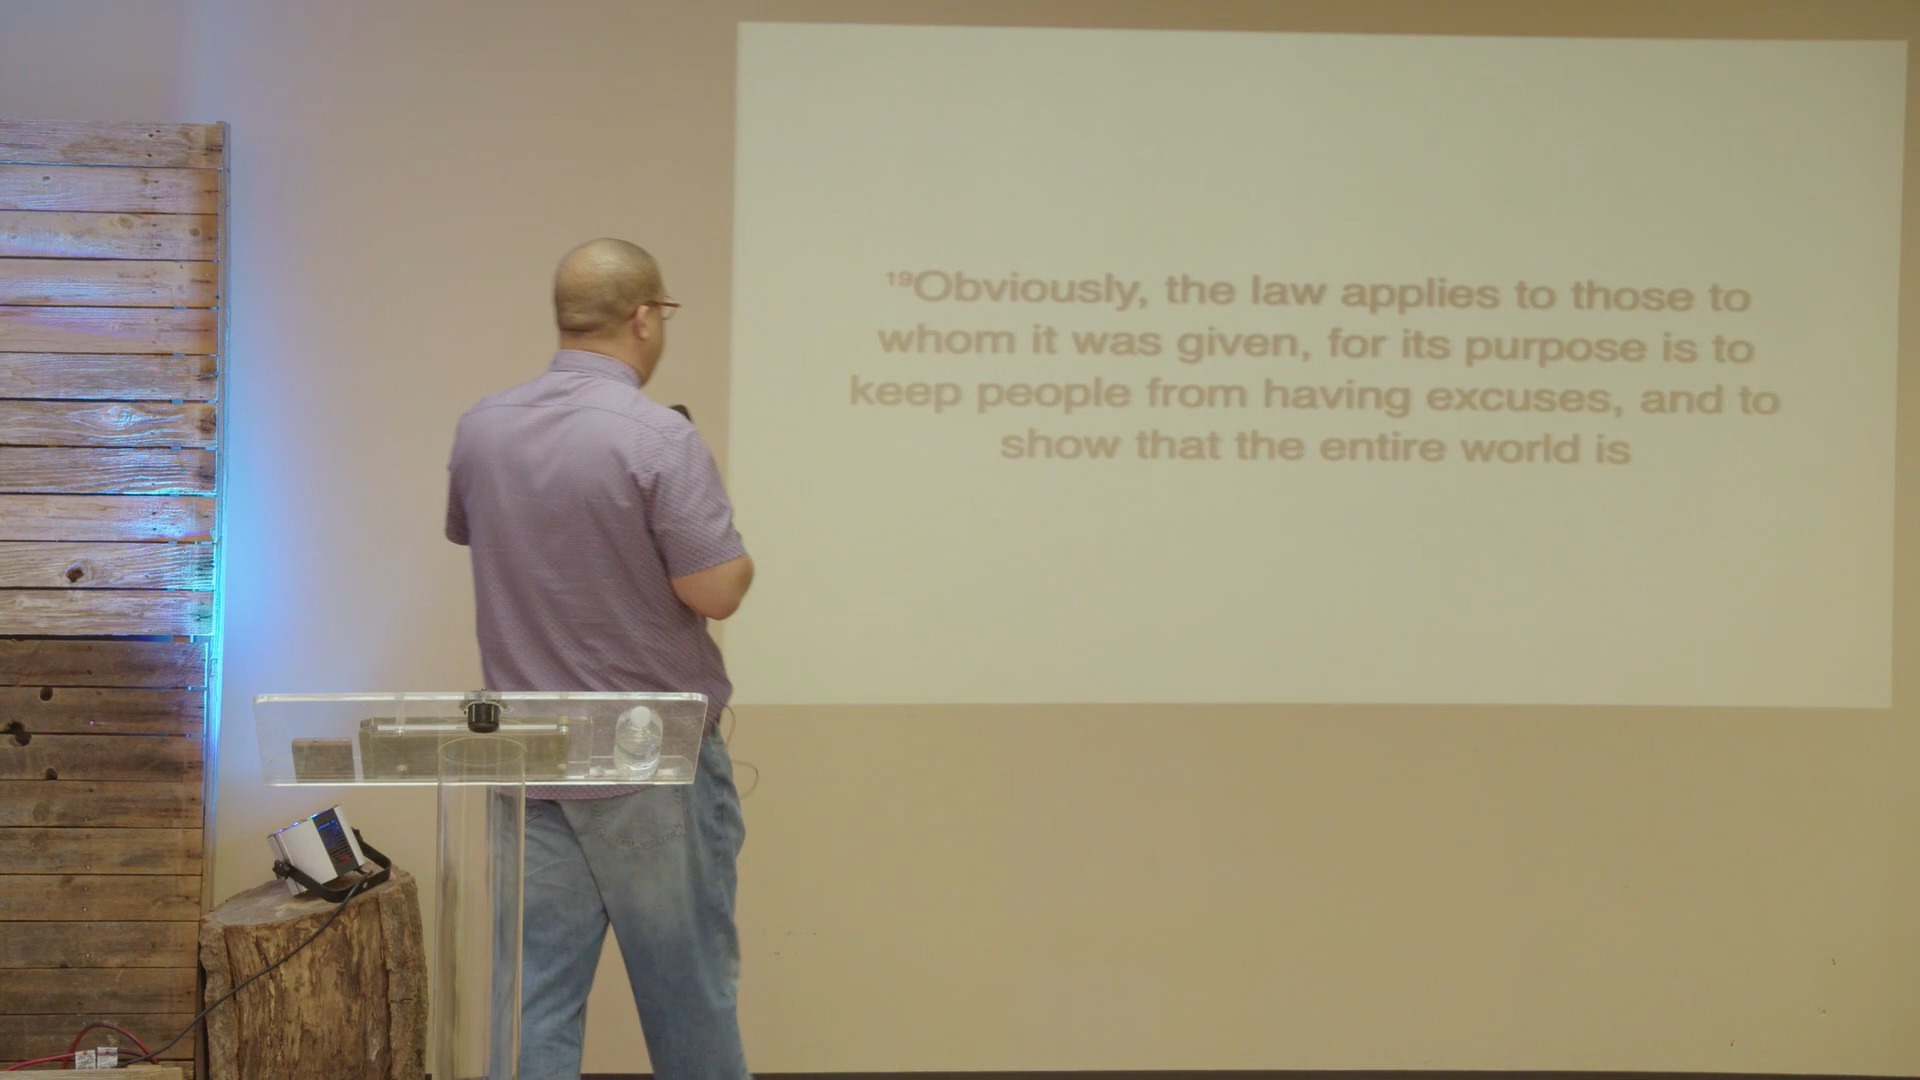 ¹⁹Obviously, the law applies to those to
whom it was given, for its purpose is to
keep people from having excuses, and to
show that the entire world is